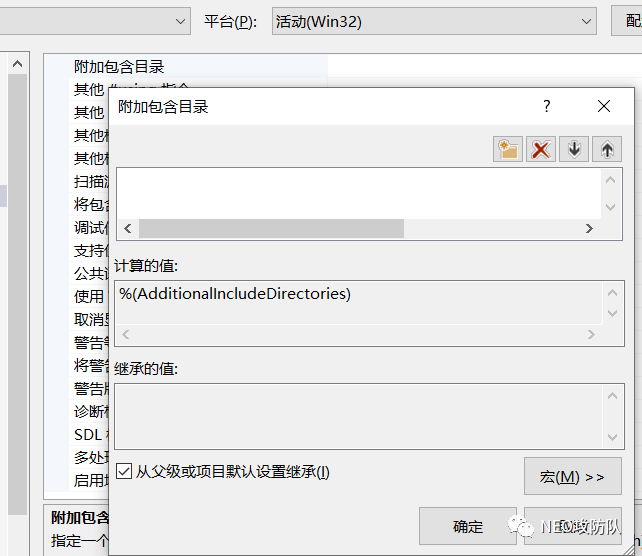 平台(P):
活动(Win32)
配
附加包含目录
其他 #using 指令
其他
其他
其他
扫描
将包含
调试
支持
公共
使用
取消
警告
将警告
警告
诊断
SDL
多处
启用
附加包含目录
?
计算的值:
%(AdditionalIncludeDirectories)
继承的值:
从父级或项目默认设置继承(I)
宏(M) >>
确定
NEO攻防队
附加包含
指定一个